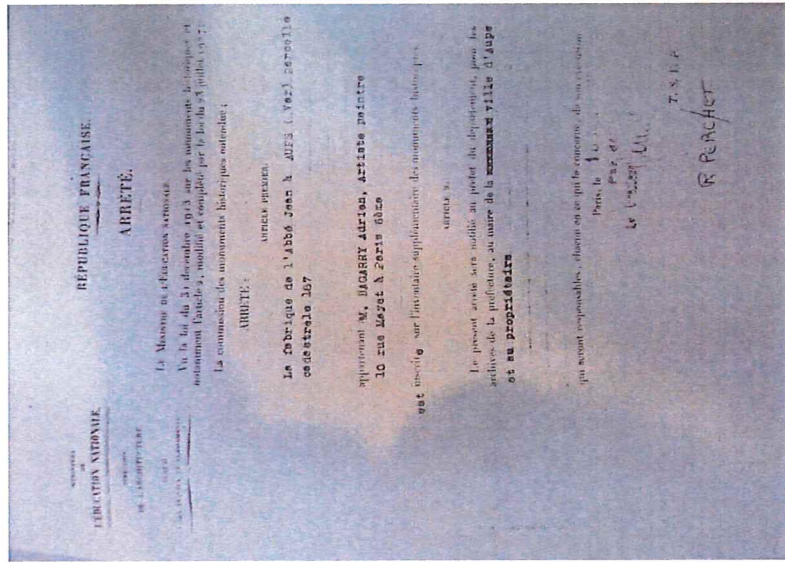 RÉPUBLIQUE FRANÇAISE.
MINISTÈRE
DE
L'ÉDUCATION NATIONALE.
DIRECTION
DE L'ARCHITECTURE
ARRETÉ.
LE MINISTRE DE L'ÉDUCATION NATIONALE
Vu la loi du 31 décembre 1913 sur les monuments historiques et
notamment l'article 2, modifié et complété par la loi du 23 juillet 1927;
La commission des monuments historiques entendue;
ARRÊTE :
ARTICLE PREMIER.
La fabrique de l'Abbé Jean à AUPS (Var) parcelle
cadastrale 167
appartenant M. DAGARRY Adrien, Artiste peintre
10 rue Mayet à Paris 6ème
est inscrite sur l'inventaire supplémentaire des monuments historiques
ARTICLE 2.
Le présent arrêté sera notifié au préfet du département, pour les
archives de la préfecture, au maire de la ville d'Aups
et au propriétaire
qui seront responsables, chacun en ce qui le concerne, de son exécution
Paris, le
Par
T. S. V. P.
R PERCHET